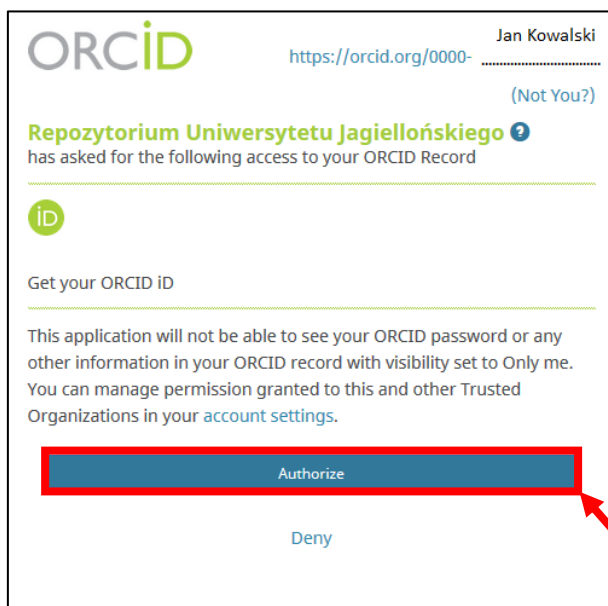 ORCiD
Jan Kowalski
https://orcid.org/0000- ................................
(Not You?)
Repozytorium Uniwersytetu Jagiellońskiego ?
has asked for the following access to your ORCID Record
iD
Get your ORCID iD
This application will not be able to see your ORCID password or any
other information in your ORCID record with visibility set to Only me.
You can manage permission granted to this and other Trusted
Organizations in your account settings.
Authorize
Deny